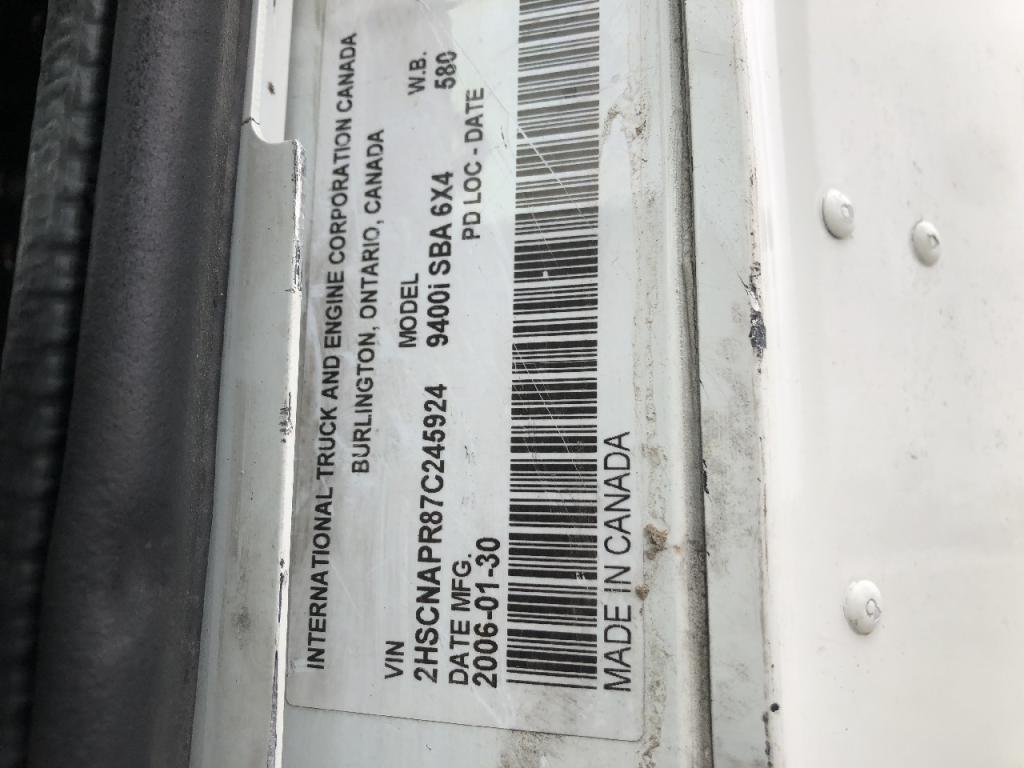 INTERNATIONAL TRUCK AND ENGINE CORPORATION CANADA
BURLINGTON, ONTARIO, CANADA
VIN MODEL W.B.
2HSCNAPR87C245924 9400i SBA 6X4 580
DATE MFG. PD LOC - DATE
2006-01-30
MADE IN CANADA